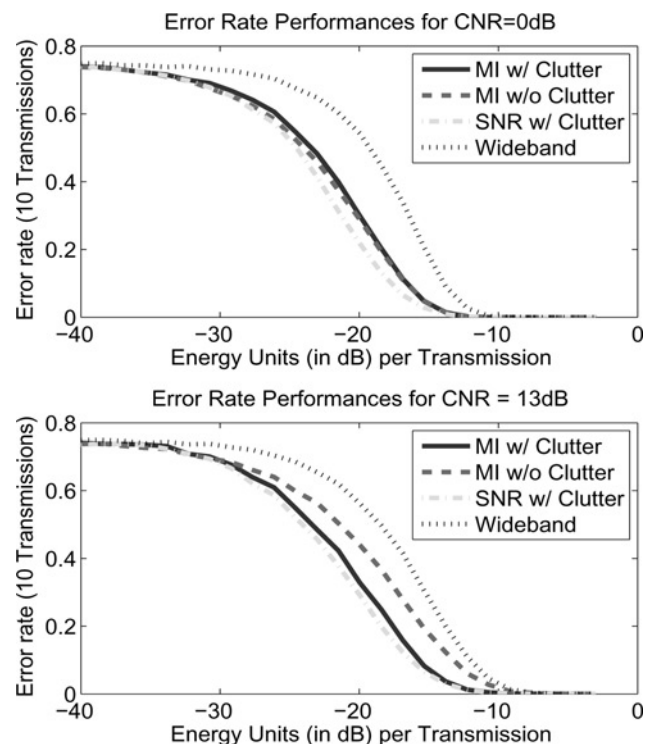 Error Rate Performances for CNR=0dB
Error rate (10 Transmissions)
0.8
0.6
0.4
0.2
0
MI w/ Clutter
MI w/o Clutter
SNR w/ Clutter
Wideband
−40 −30 −20 −10 0
Energy Units (in dB) per Transmission
Error Rate Performances for CNR = 13dB
Error rate (10 Transmissions)
0.8
0.6
0.4
0.2
0
MI w/ Clutter
MI w/o Clutter
SNR w/ Clutter
Wideband
−40 −30 −20 −10 0
Energy Units (in dB) per Transmission